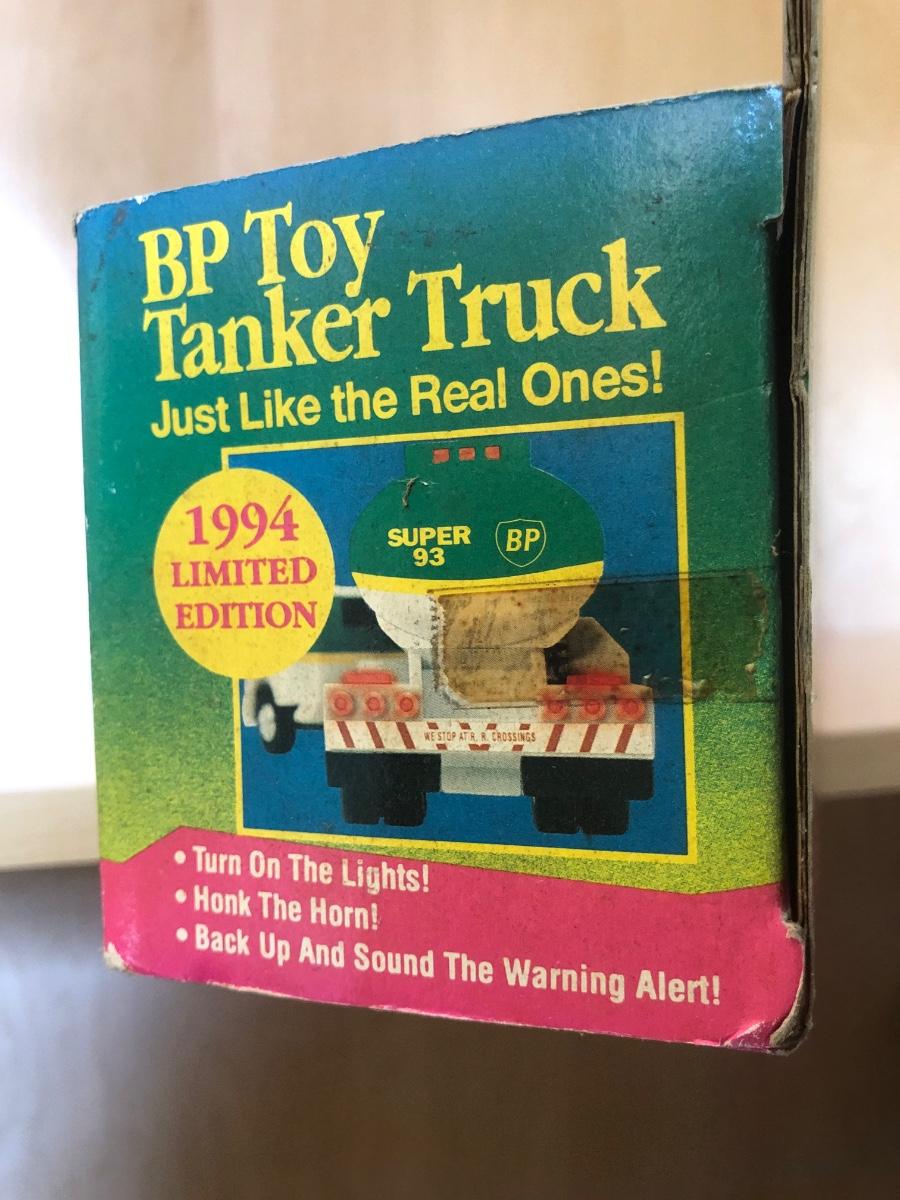 BP Toy
Tanker Truck
Just Like the Real Ones!
1994
LIMITED
EDITION
SUPER
93
BP
WE STOP AT R. R. CROSSINGS
• Turn On The Lights!
• Honk The Horn!
• Back Up And Sound The Warning Alert!